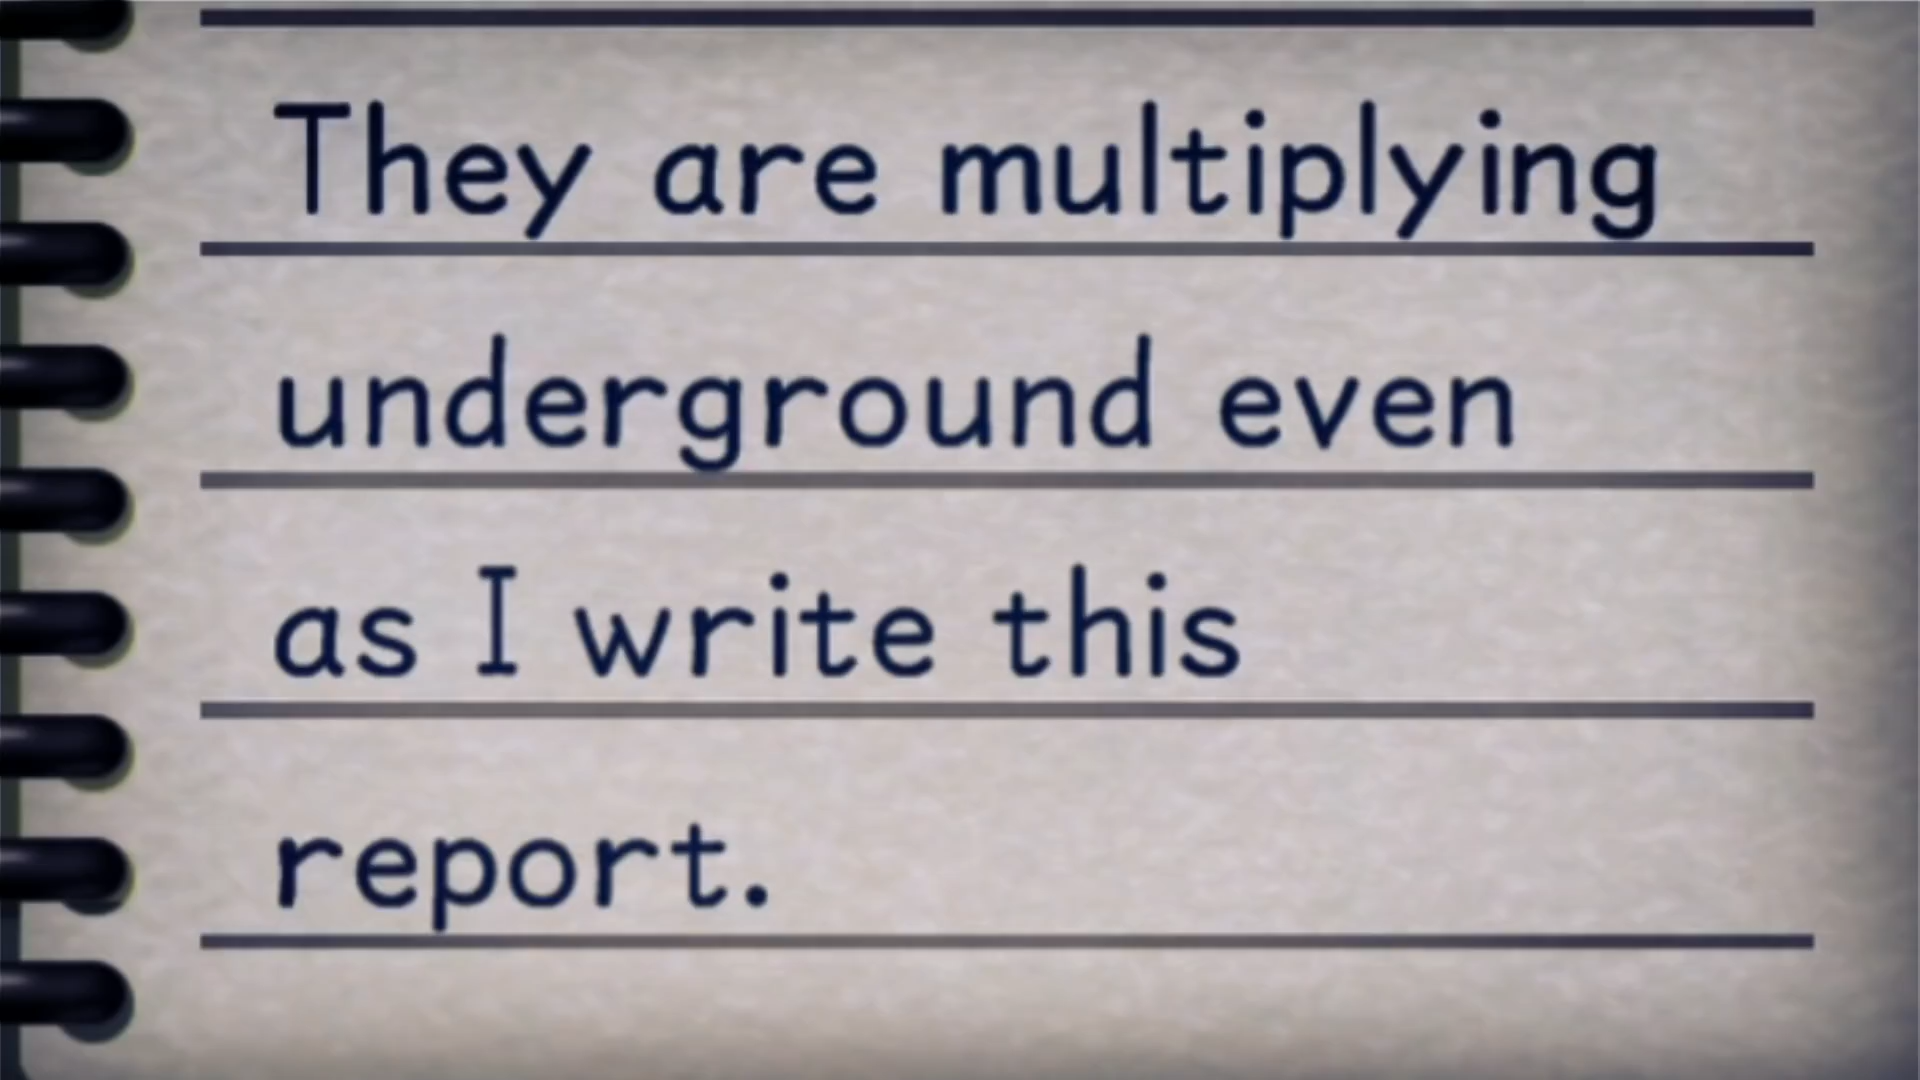 They are multiplying
underground even
as I write this
report.